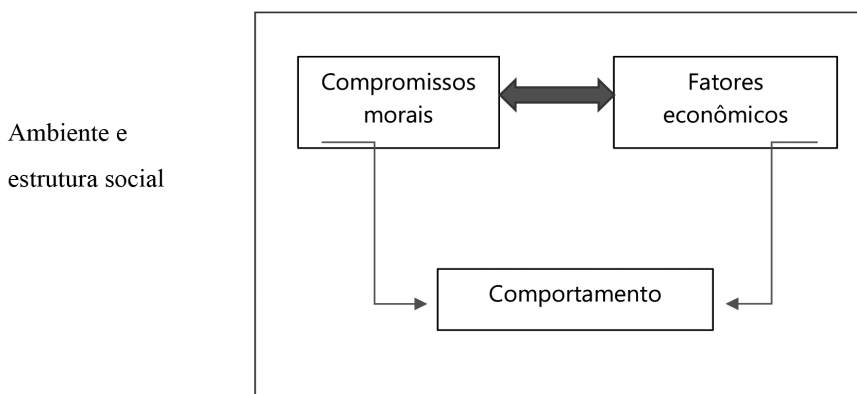 Ambiente e
estrutura social
Compromissos
morais
Fatores
econômicos
Comportamento